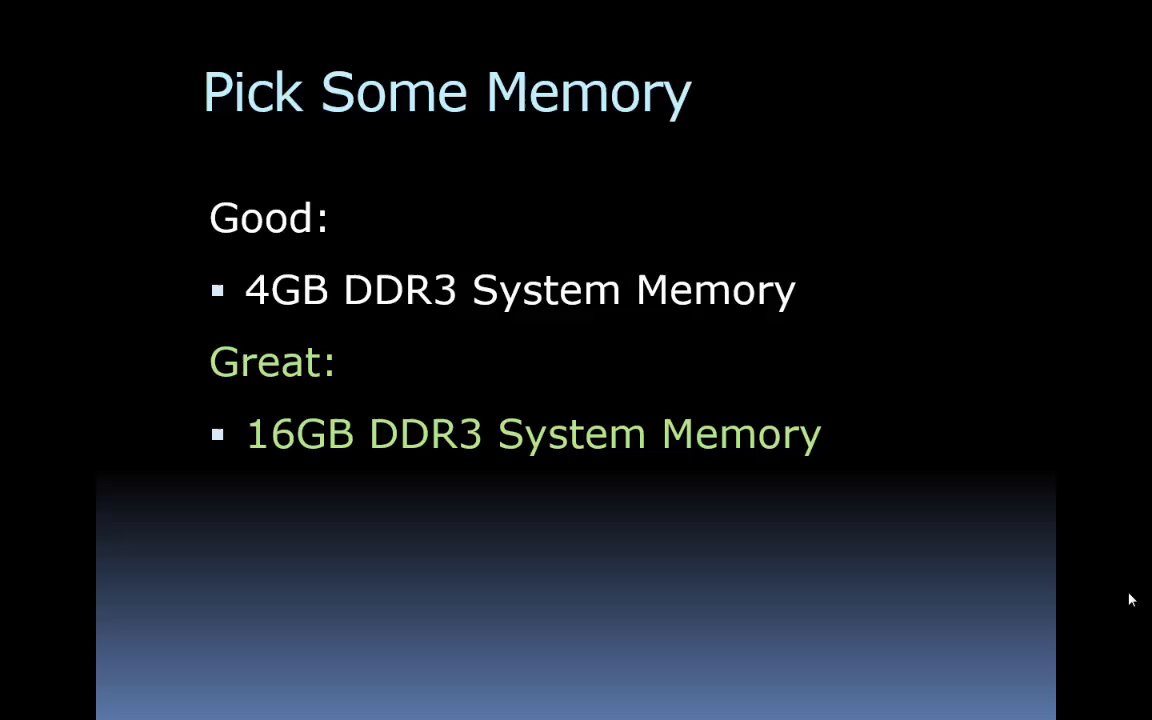 Pick Some Memory
Good:
▪ 4GB DDR3 System Memory
Great:
▪ 16GB DDR3 System Memory